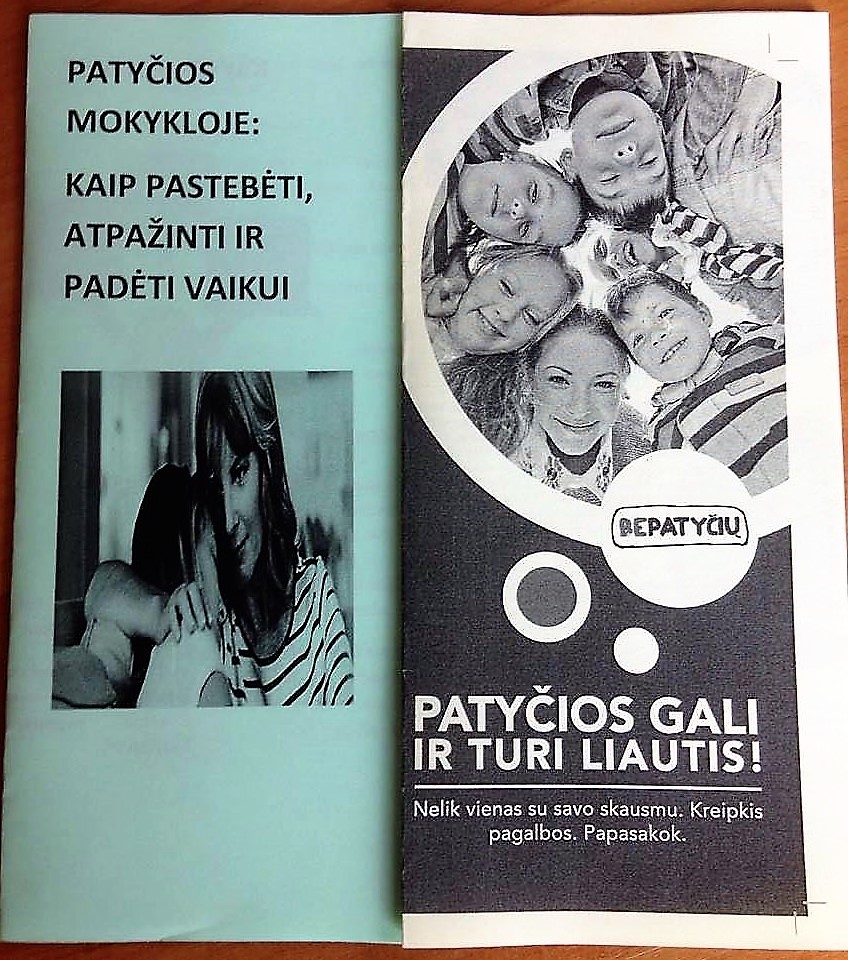 PATYČIOS
MOKYKLOJE:
KAIP PASTEBĖTI,
ATPAŽINTI IR
PADĖTI VAIKUI
BEPATYČIŲ
PATYČIOS GALI
IR TURI LIAUTIS!
Nelik vienas su savo skausmu. Kreipkis
pagalbos. Papasakok.